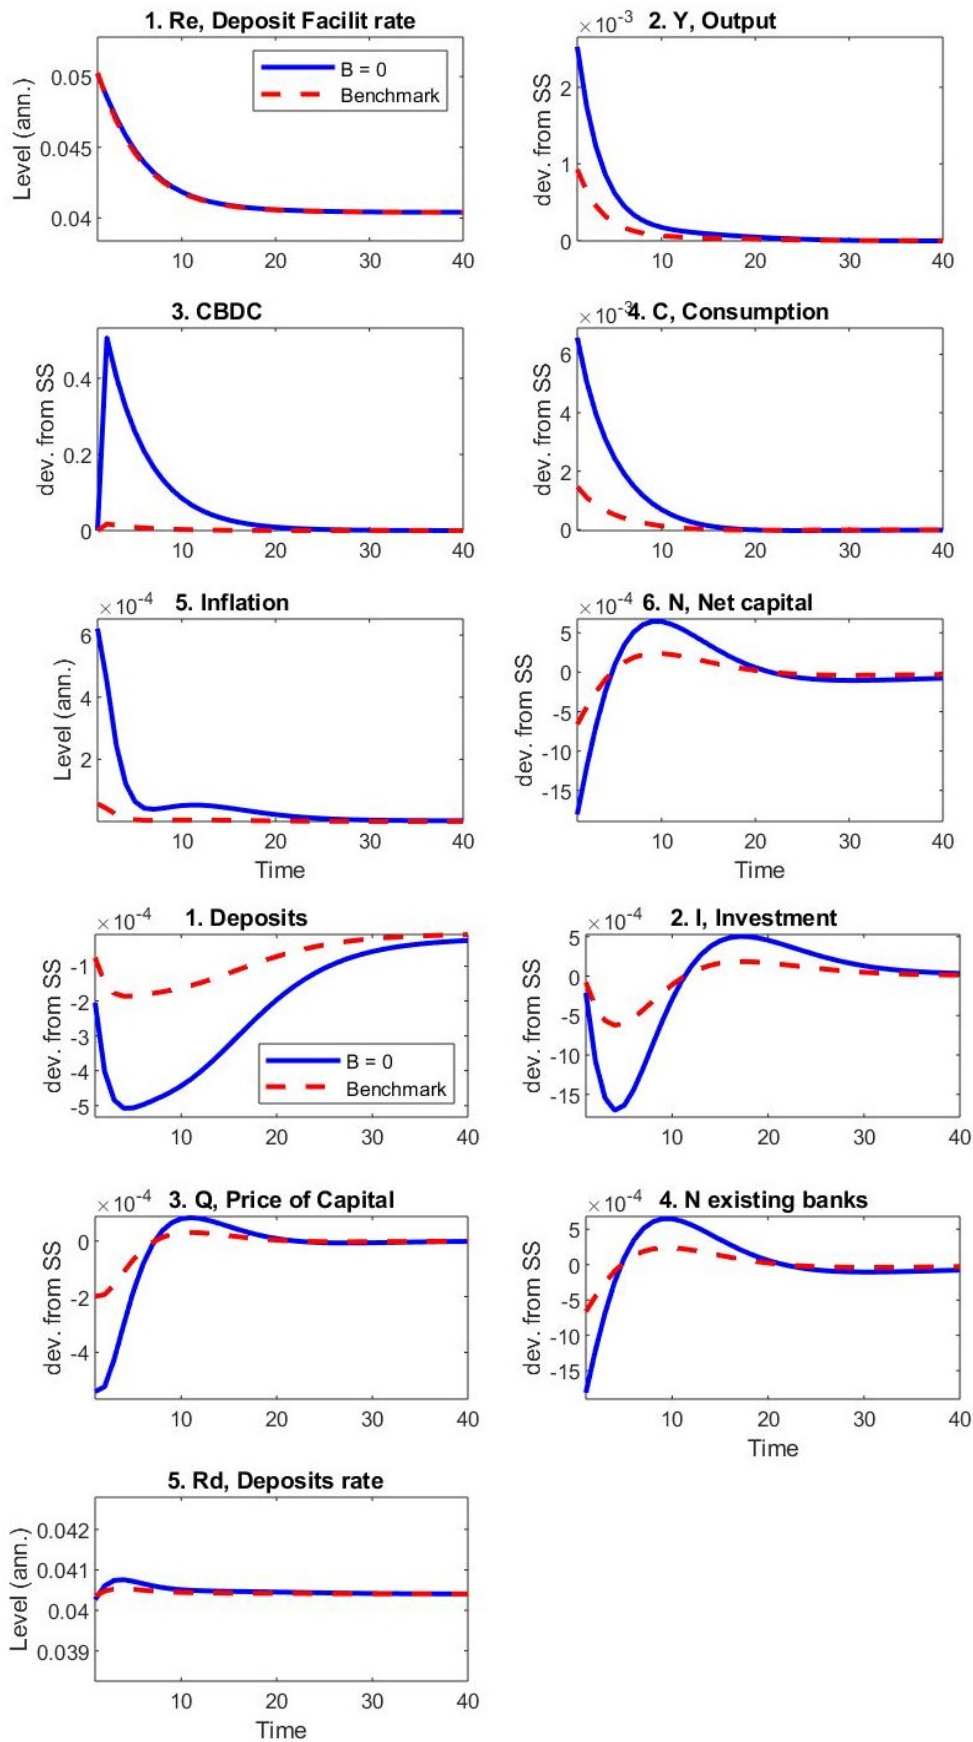 1. Re, Deposit Facilit rate
Level (ann.)
0.05
0.045
0.04
B = 0
Benchmark
10 20 30 40
×10-3
2. Y, Output
dev. from SS
2
1
0
10 20 30 40
3. CBDC
dev. from SS
0.4
0.2
0
10 20 30 40
×10-3
4. C, Consumption
dev. from SS
6
4
2
0
10 20 30 40
×10-4
5. Inflation
Level (ann.)
6
4
2
10 20 30 40
Time
×10-4
6. N, Net capital
dev. from SS
5
0
-5
-10
-15
10 20 30 40
Time
×10-4
1. Deposits
dev. from SS
-1
-2
-3
-4
-5
B = 0
Benchmark
10 20 30 40
×10-4
2. I, Investment
dev. from SS
5
0
-5
-10
-15
10 20 30 40
×10-4
3. Q, Price of Capital
dev. from SS
0
-2
-4
10 20 30 40
×10-4
4. N existing banks
dev. from SS
5
0
-5
-10
-15
10 20 30 40
Time
5. Rd, Deposits rate
Level (ann.)
0.042
0.041
0.04
0.039
10 20 30 40
Time